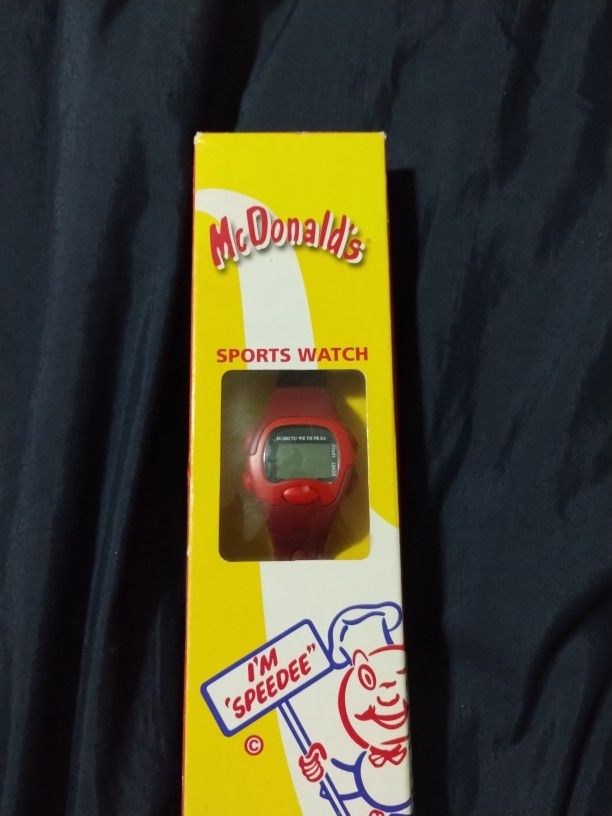 McDonald's
SPORTS WATCH
SU MO TU WE TH FR SA
I'M
'SPEEDEE"
©